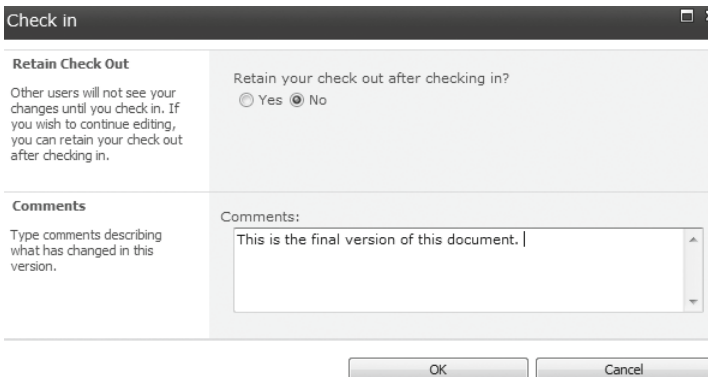 Check in
Retain Check Out
Other users will not see your
changes until you check in. If
you wish to continue editing,
you can retain your check out
after checking in.
Retain your check out after checking in?
Yes No
Comments
Type comments describing
what has changed in this
version.
Comments:
This is the final version of this document.
OK Cancel